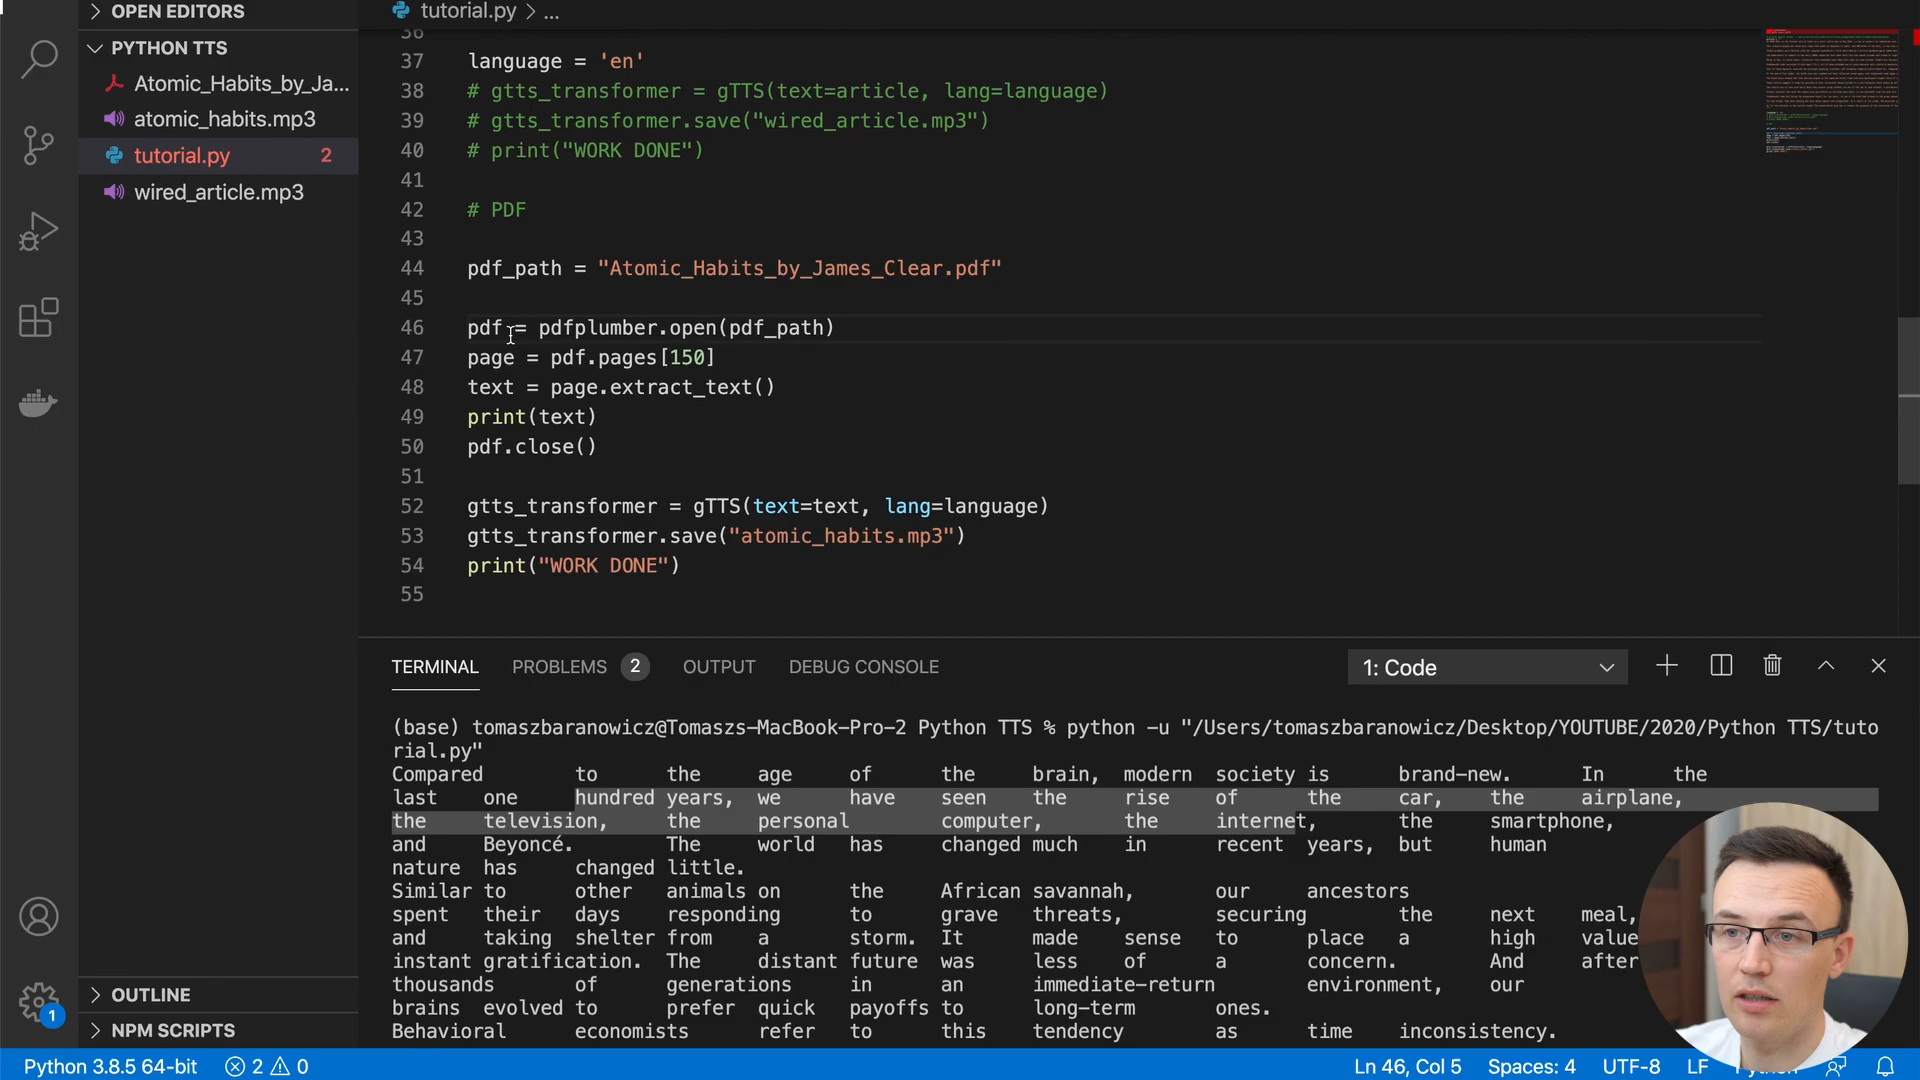 OPEN EDITORS
PYTHON TTS
Atomic_Habits_by_Ja...
atomic_habits.mp3
tutorial.py 2
wired_article.mp3
OUTLINE
NPM SCRIPTS
tutorial.py > ...
36
37 language = 'en'
38 # gtts_transformer = gTTS(text=article, lang=language)
39 # gtts_transformer.save("wired_article.mp3")
40 # print("WORK DONE")
41
42 # PDF
43
44 pdf_path = "Atomic_Habits_by_James_Clear.pdf"
45
46 pdf = pdfplumber.open(pdf_path)
47 page = pdf.pages[150]
48 text = page.extract_text()
49 print(text)
50 pdf.close()
51
52 gtts_transformer = gTTS(text=text, lang=language)
53 gtts_transformer.save("atomic_habits.mp3")
54 print("WORK DONE")
55
TERMINAL PROBLEMS 2 OUTPUT DEBUG CONSOLE 1: Code
(base) tomaszbaranowicz@Tomaszs-MacBook-Pro-2 Python TTS % python -u "/Users/tomaszbaranowicz/Desktop/YOUTUBE/2020/Python TTS/tuto
rial.py"
Compared to the age of the brain, modern society is brand-new. In the
last one hundred years, we have seen the rise of the car, the airplane,
the television, the personal computer, the internet, the smartphone,
and Beyoncé. The world has changed much in recent years, but human
nature has changed little.
Similar to other animals on the African savannah, our ancestors
spent their days responding to grave threats, securing the next meal,
and taking shelter from a storm. It made sense to place a high value
instant gratification. The distant future was less of a concern. And after
thousands of generations in an immediate-return environment, our
brains evolved to prefer quick payoffs to long-term ones.
Behavioral economists refer to this tendency as time inconsistency.
1
Python 3.8.5 64-bit 2 0 Ln 46, Col 5 Spaces: 4 UTF-8 LF